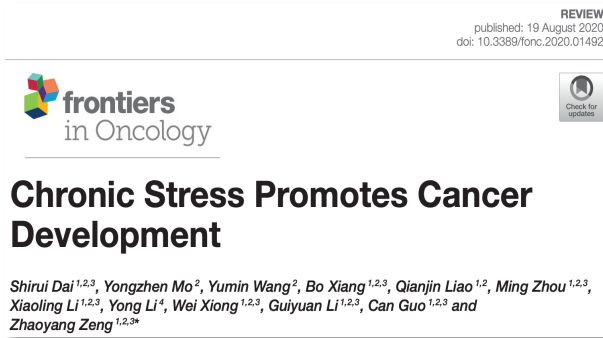 REVIEW
published: 19 August 2020
doi: 10.3389/fonc.2020.01492
frontiers
in Oncology
Check for
updates
Chronic Stress Promotes Cancer
Development
Shirui Dai 1,2,3, Yongzhen Mo 2, Yumin Wang 2, Bo Xiang 1,2,3, Qianjin Liao 1,2, Ming Zhou 1,2,3,
Xiaoling Li 1,2,3, Yong Li 4, Wei Xiong 1,2,3, Guiyuan Li 1,2,3, Can Guo 1,2,3 and
Zhaoyang Zeng 1,2,3*